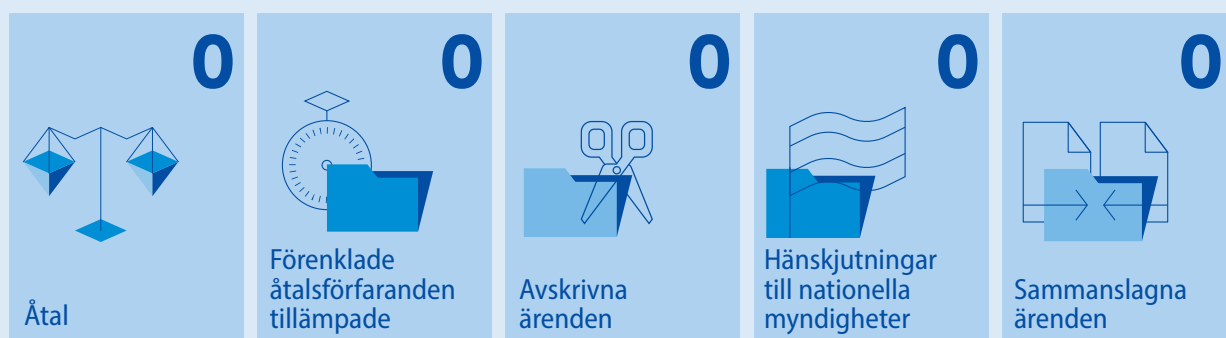 0
Åtal
0
Förenklade
åtalsförfaranden
tillämpade
0
Avskrivna
ärenden
0
Hänskjutningar
till nationella
myndigheter
0
Sammanslagna
ärenden